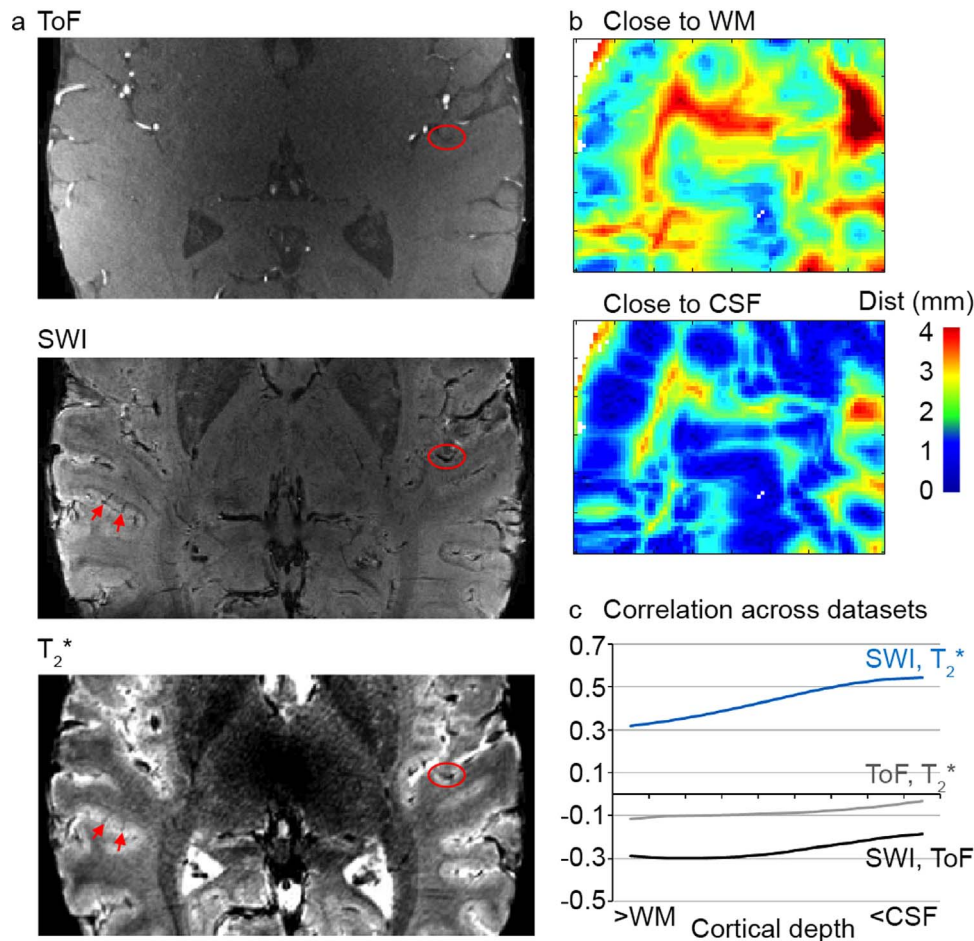 a ToF
SWI
T₂*
b Close to WM
Close to CSF
Dist (mm)
4
3
2
1
0
c Correlation across datasets
0.7
0.5
0.3
0.1
-0.1
-0.3
-0.5
SWI, T₂*
ToF, T₂*
SWI, ToF
>WM
Cortical depth
<CSF